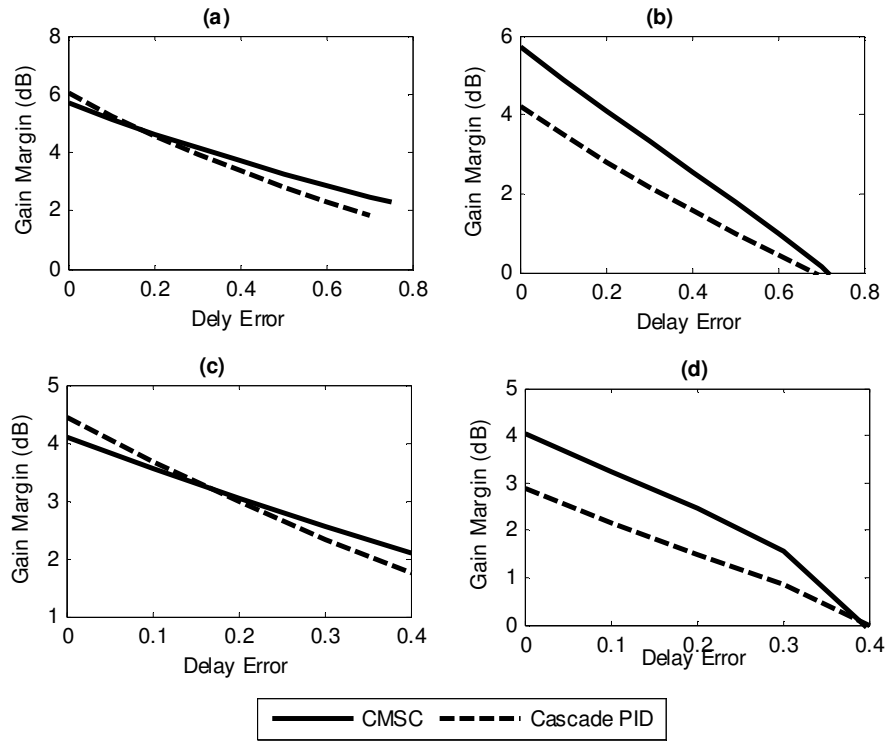 (a)
Gain Margin (dB)
8
6
4
2
0
0 0.2 0.4 0.6 0.8
Dely Error
(b)
Gain Margin (dB)
6
4
2
0
0 0.2 0.4 0.6 0.8
Delay Error
(c)
Gain Margin (dB)
5
4
3
2
1
0 0.1 0.2 0.3 0.4
Delay Error
(d)
Gain Margin (dB)
5
4
3
2
1
0
0 0.1 0.2 0.3 0.4
Delay Error
CMSC Cascade PID